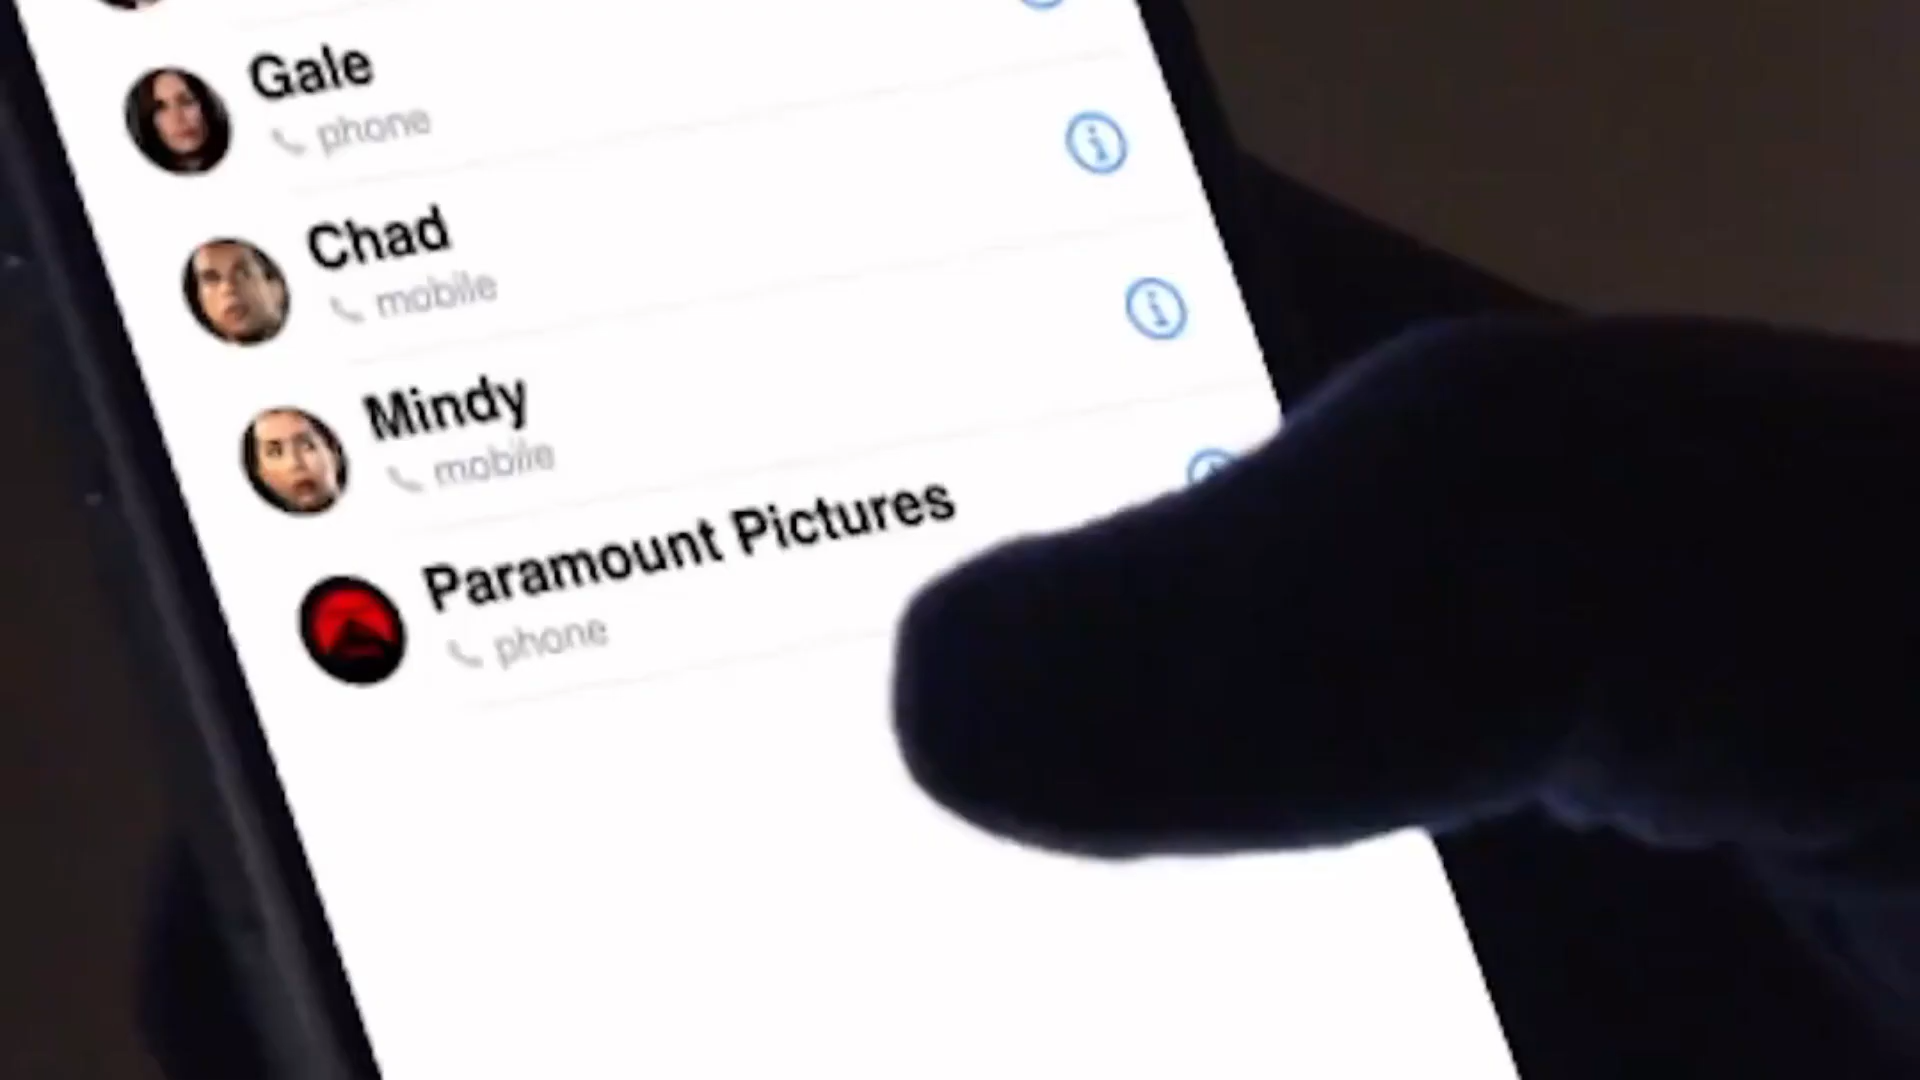 Gale
phone
Chad
mobile
Mindy
mobile
Paramount Pictures
phone